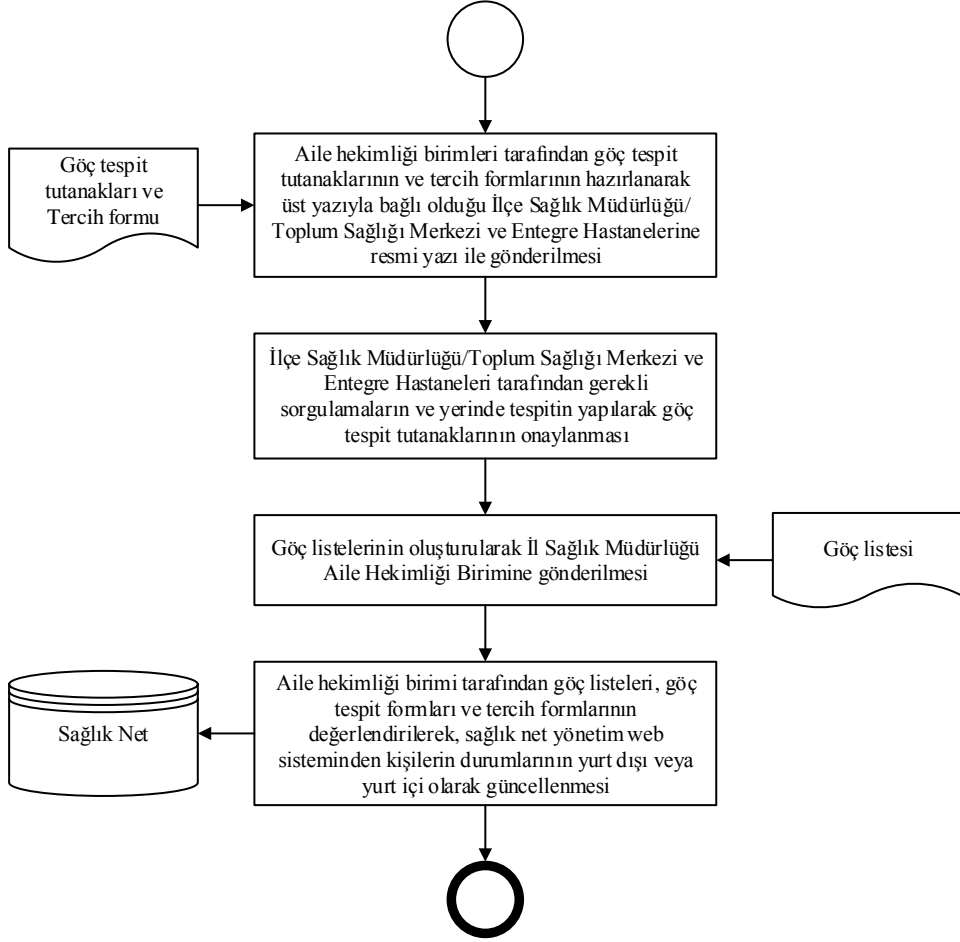 Göç tespit
tutanakları ve
Tercih formu
Aile hekimliği birimleri tarafından göç tespit
tutanaklarının ve tercih formlarının hazırlanarak
üst yazıyla bağlı olduğu İlçe Sağlık Müdürlüğü/
Toplum Sağlığı Merkezi ve Entegre Hastanelerine
resmi yazı ile gönderilmesi
İlçe Sağlık Müdürlüğü/Toplum Sağlığı Merkezi ve
Entegre Hastaneleri tarafından gerekli
sorgulamaların ve yerinde tespitin yapılarak göç
tespit tutanaklarının onaylanması
Göç listelerinin oluşturularak İl Sağlık Müdürlüğü
Aile Hekimliği Birimine gönderilmesi
Göç listesi
Aile hekimliği birimi tarafından göç listeleri, göç
tespit formları ve tercih formlarının
değerlendirilerek, sağlık net yönetim web
sisteminden kişilerin durumlarının yurt dışı veya
yurt içi olarak güncellenmesi
Sağlık Net